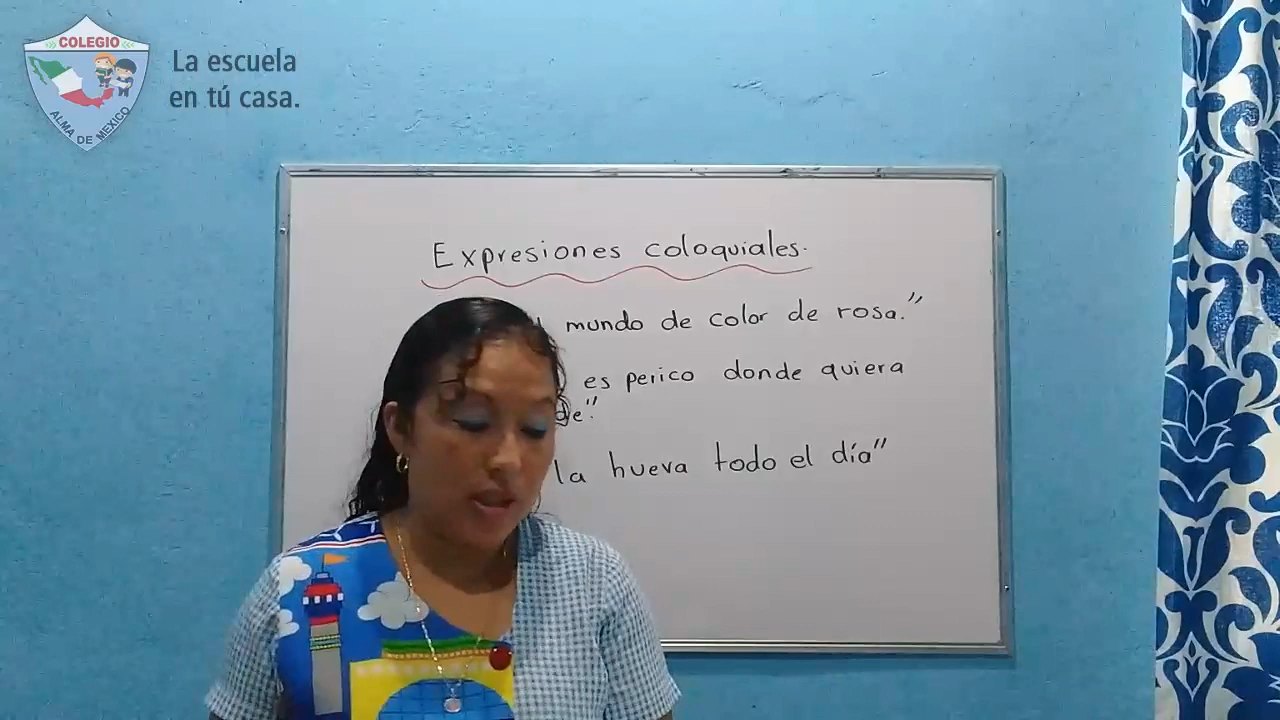 COLEGIO
ALMA DE MEXICO
La escuela
en tú casa.
Expresiones coloquiales.
mundo de color de rosa."
es perico donde quiera
de".
la hueva todo el día"